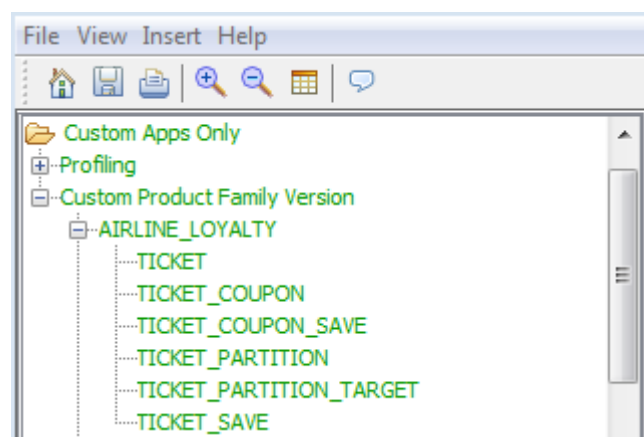 File View Insert Help
Custom Apps Only
Profiling
Custom Product Family Version
AIRLINE_LOYALTY
TICKET
TICKET_COUPON
TICKET_COUPON_SAVE
TICKET_PARTITION
TICKET_PARTITION_TARGET
TICKET_SAVE